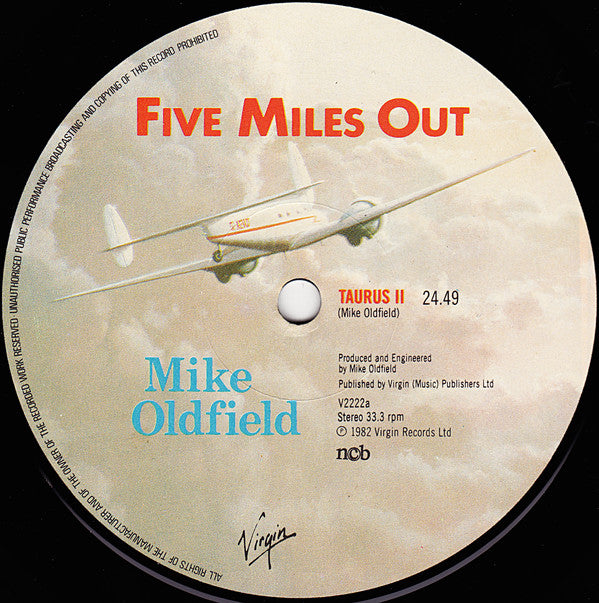 FIVE MILES OUT
TAURUS II 24.49
(Mike Oldfield)
Mike
Oldfield
Produced and Engineered
by Mike Oldfield
Published by Virgin (Music) Publishers Ltd
V2222a
Stereo 33.3 rpm
℗ 1982 Virgin Records Ltd
ncb
Virgin
ALL RIGHTS OF THE MANUFACTURER AND OF THE OWNER OF THE RECORDED WORK RESERVED UNAUTHORISED PUBLIC PERFORMANCE BROADCASTING AND COPYING OF THIS RECORD PROHIBITED